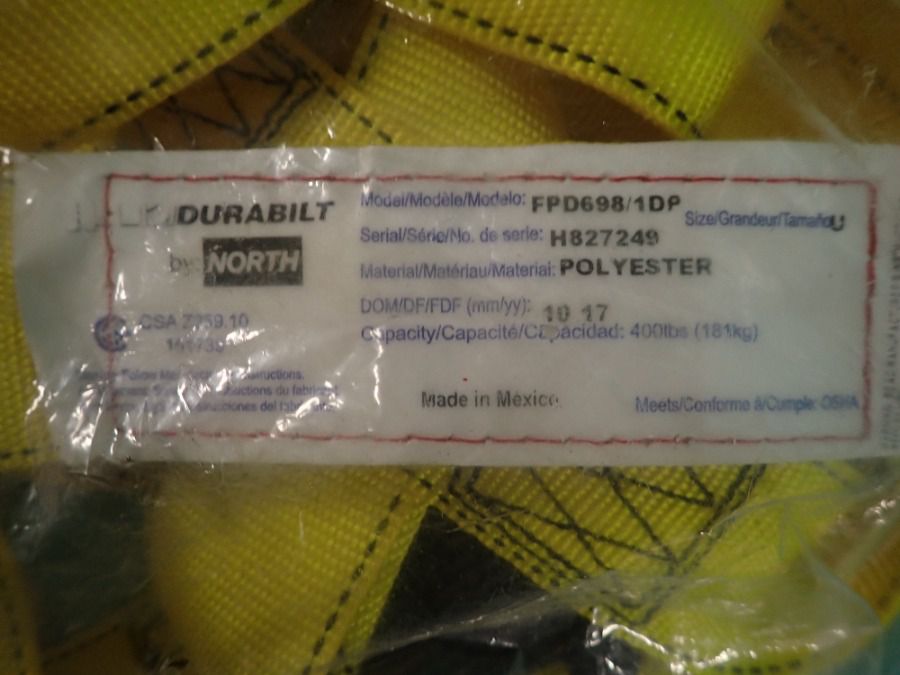 DURABILT
by NORTH
CSA Z259.10
Model/Modèle/Modelo: FPD698/1DP
Size/Grandeur/Tamaño: U
Serial/Série/No. de serie: H827249
Material/Matériau/Material: POLYESTER
DOM/DF/FDF (mm/yy): 10 17
Capacity/Capacité/Capacidad: 400lbs (181kg)
Made in México
Meets/Conforme à/Cumple: OSHA